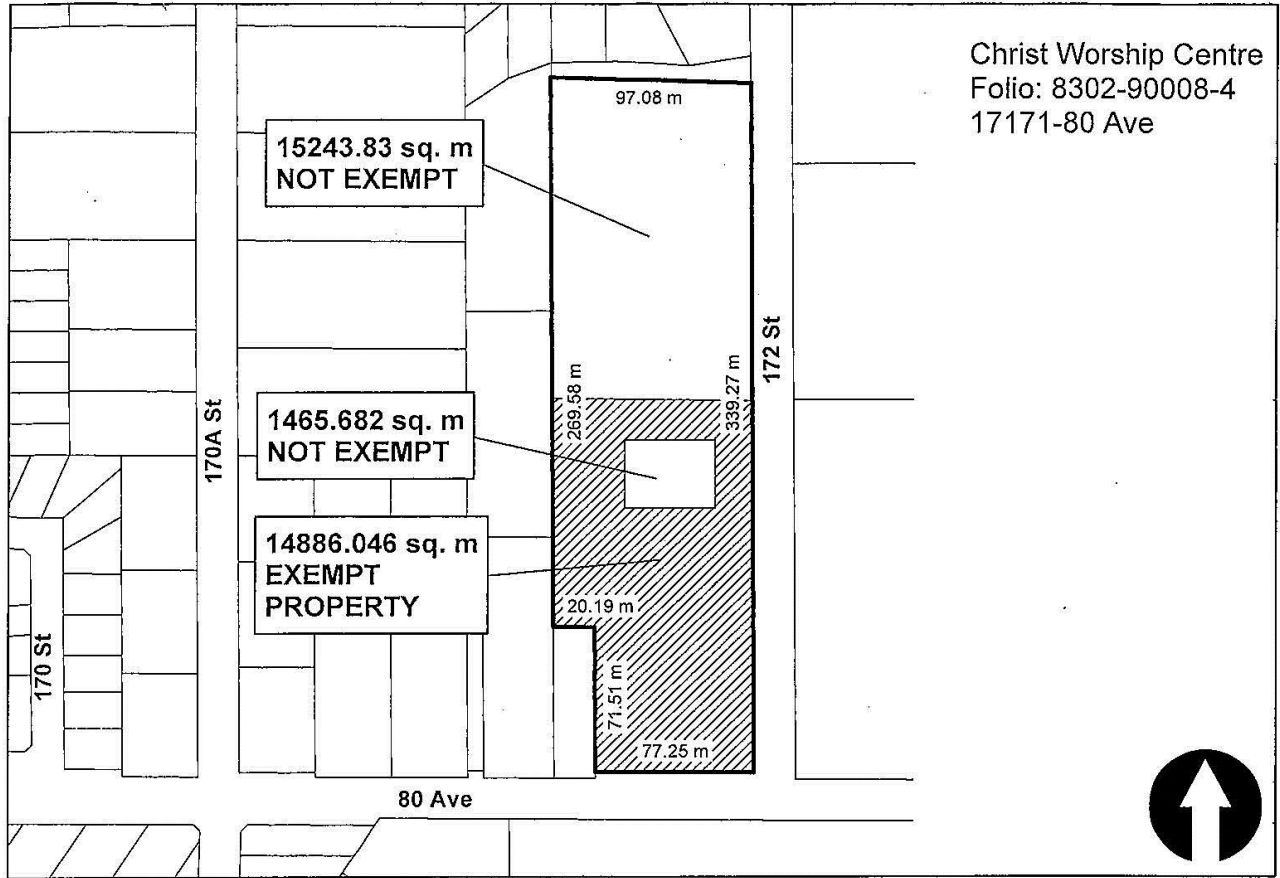 Christ Worship Centre
Folio: 8302-90008-4
17171-80 Ave
97.08 m
15243.83 sq. m
NOT EXEMPT
172 St
269.58 m
339.27 m
170A St
1465.682 sq. m
NOT EXEMPT
14886.046 sq. m
EXEMPT
PROPERTY
20.19 m
170 St
71.51 m
77.25 m
80 Ave